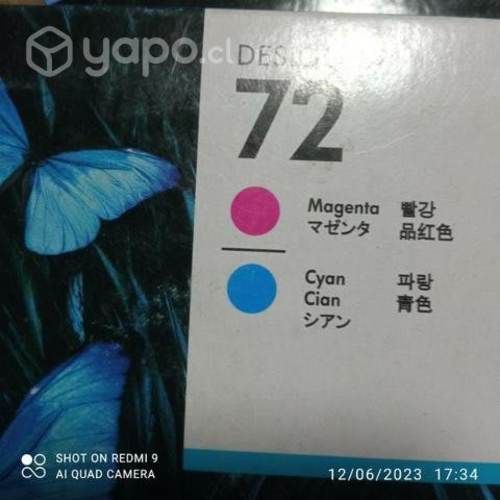 yapo.cl
72
Magenta 빨강
マゼンタ 品红色
Cyan 파랑
Cian 青色
シアン
SHOT ON REDMI 9
AI QUAD CAMERA
12/06/2023 17:34